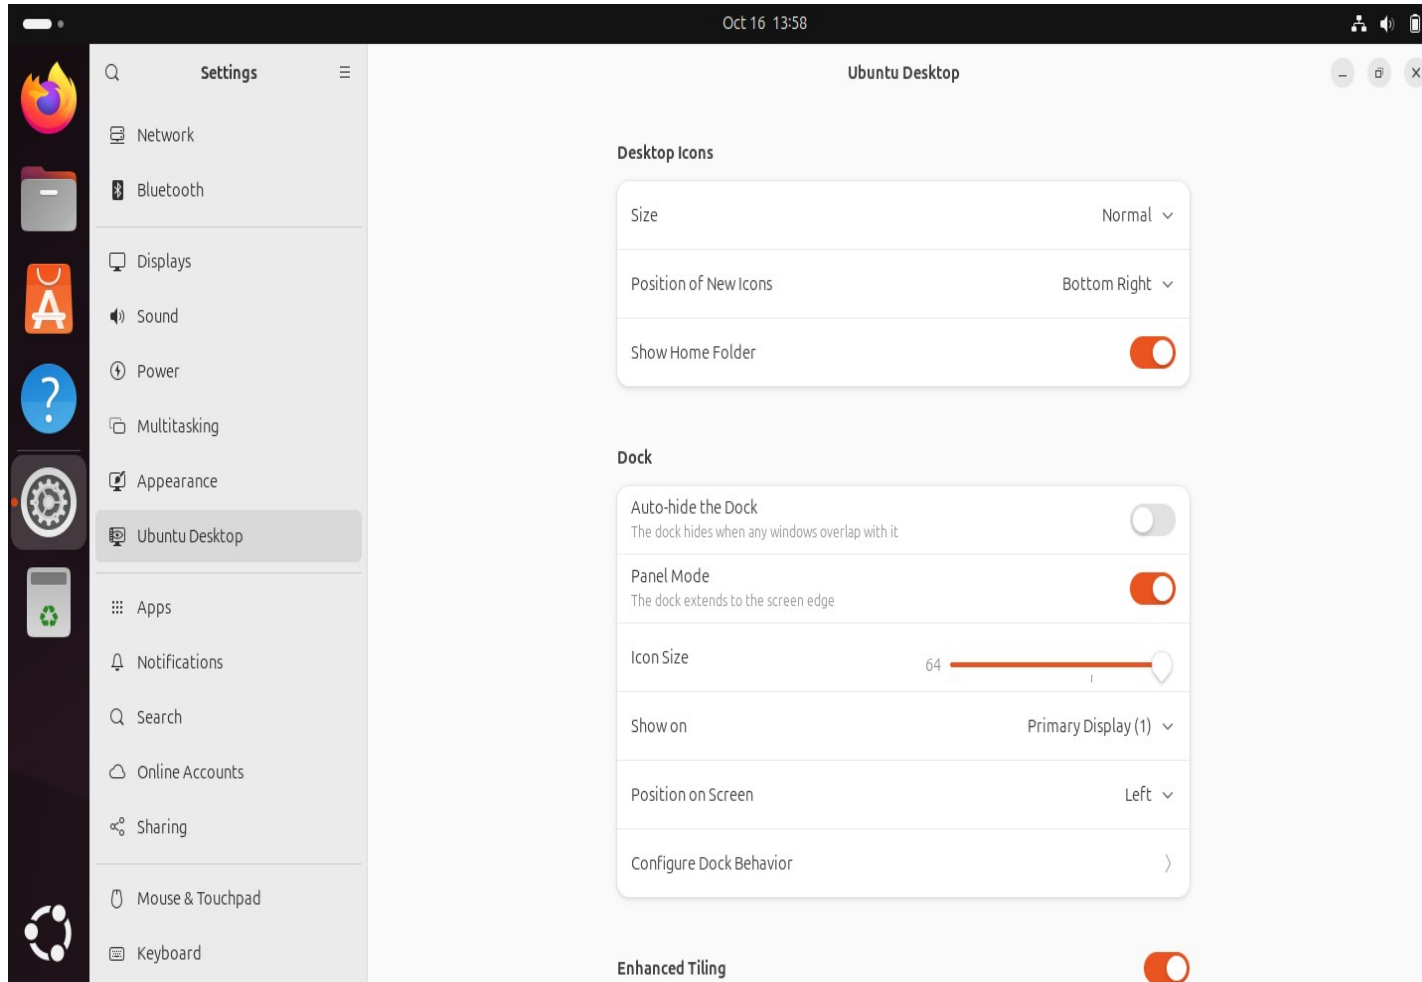 Oct 16 13:58
Settings
Ubuntu Desktop
Network
Bluetooth
Displays
Sound
Power
Multitasking
Appearance
Ubuntu Desktop
Apps
Notifications
Search
Online Accounts
Sharing
Mouse & Touchpad
Keyboard
Desktop Icons
Size Normal
Position of New Icons Bottom Right
Show Home Folder
Dock
Auto-hide the Dock
The dock hides when any windows overlap with it
Panel Mode
The dock extends to the screen edge
Icon Size 64
Show on Primary Display (1)
Position on Screen Left
Configure Dock Behavior
Enhanced Tiling